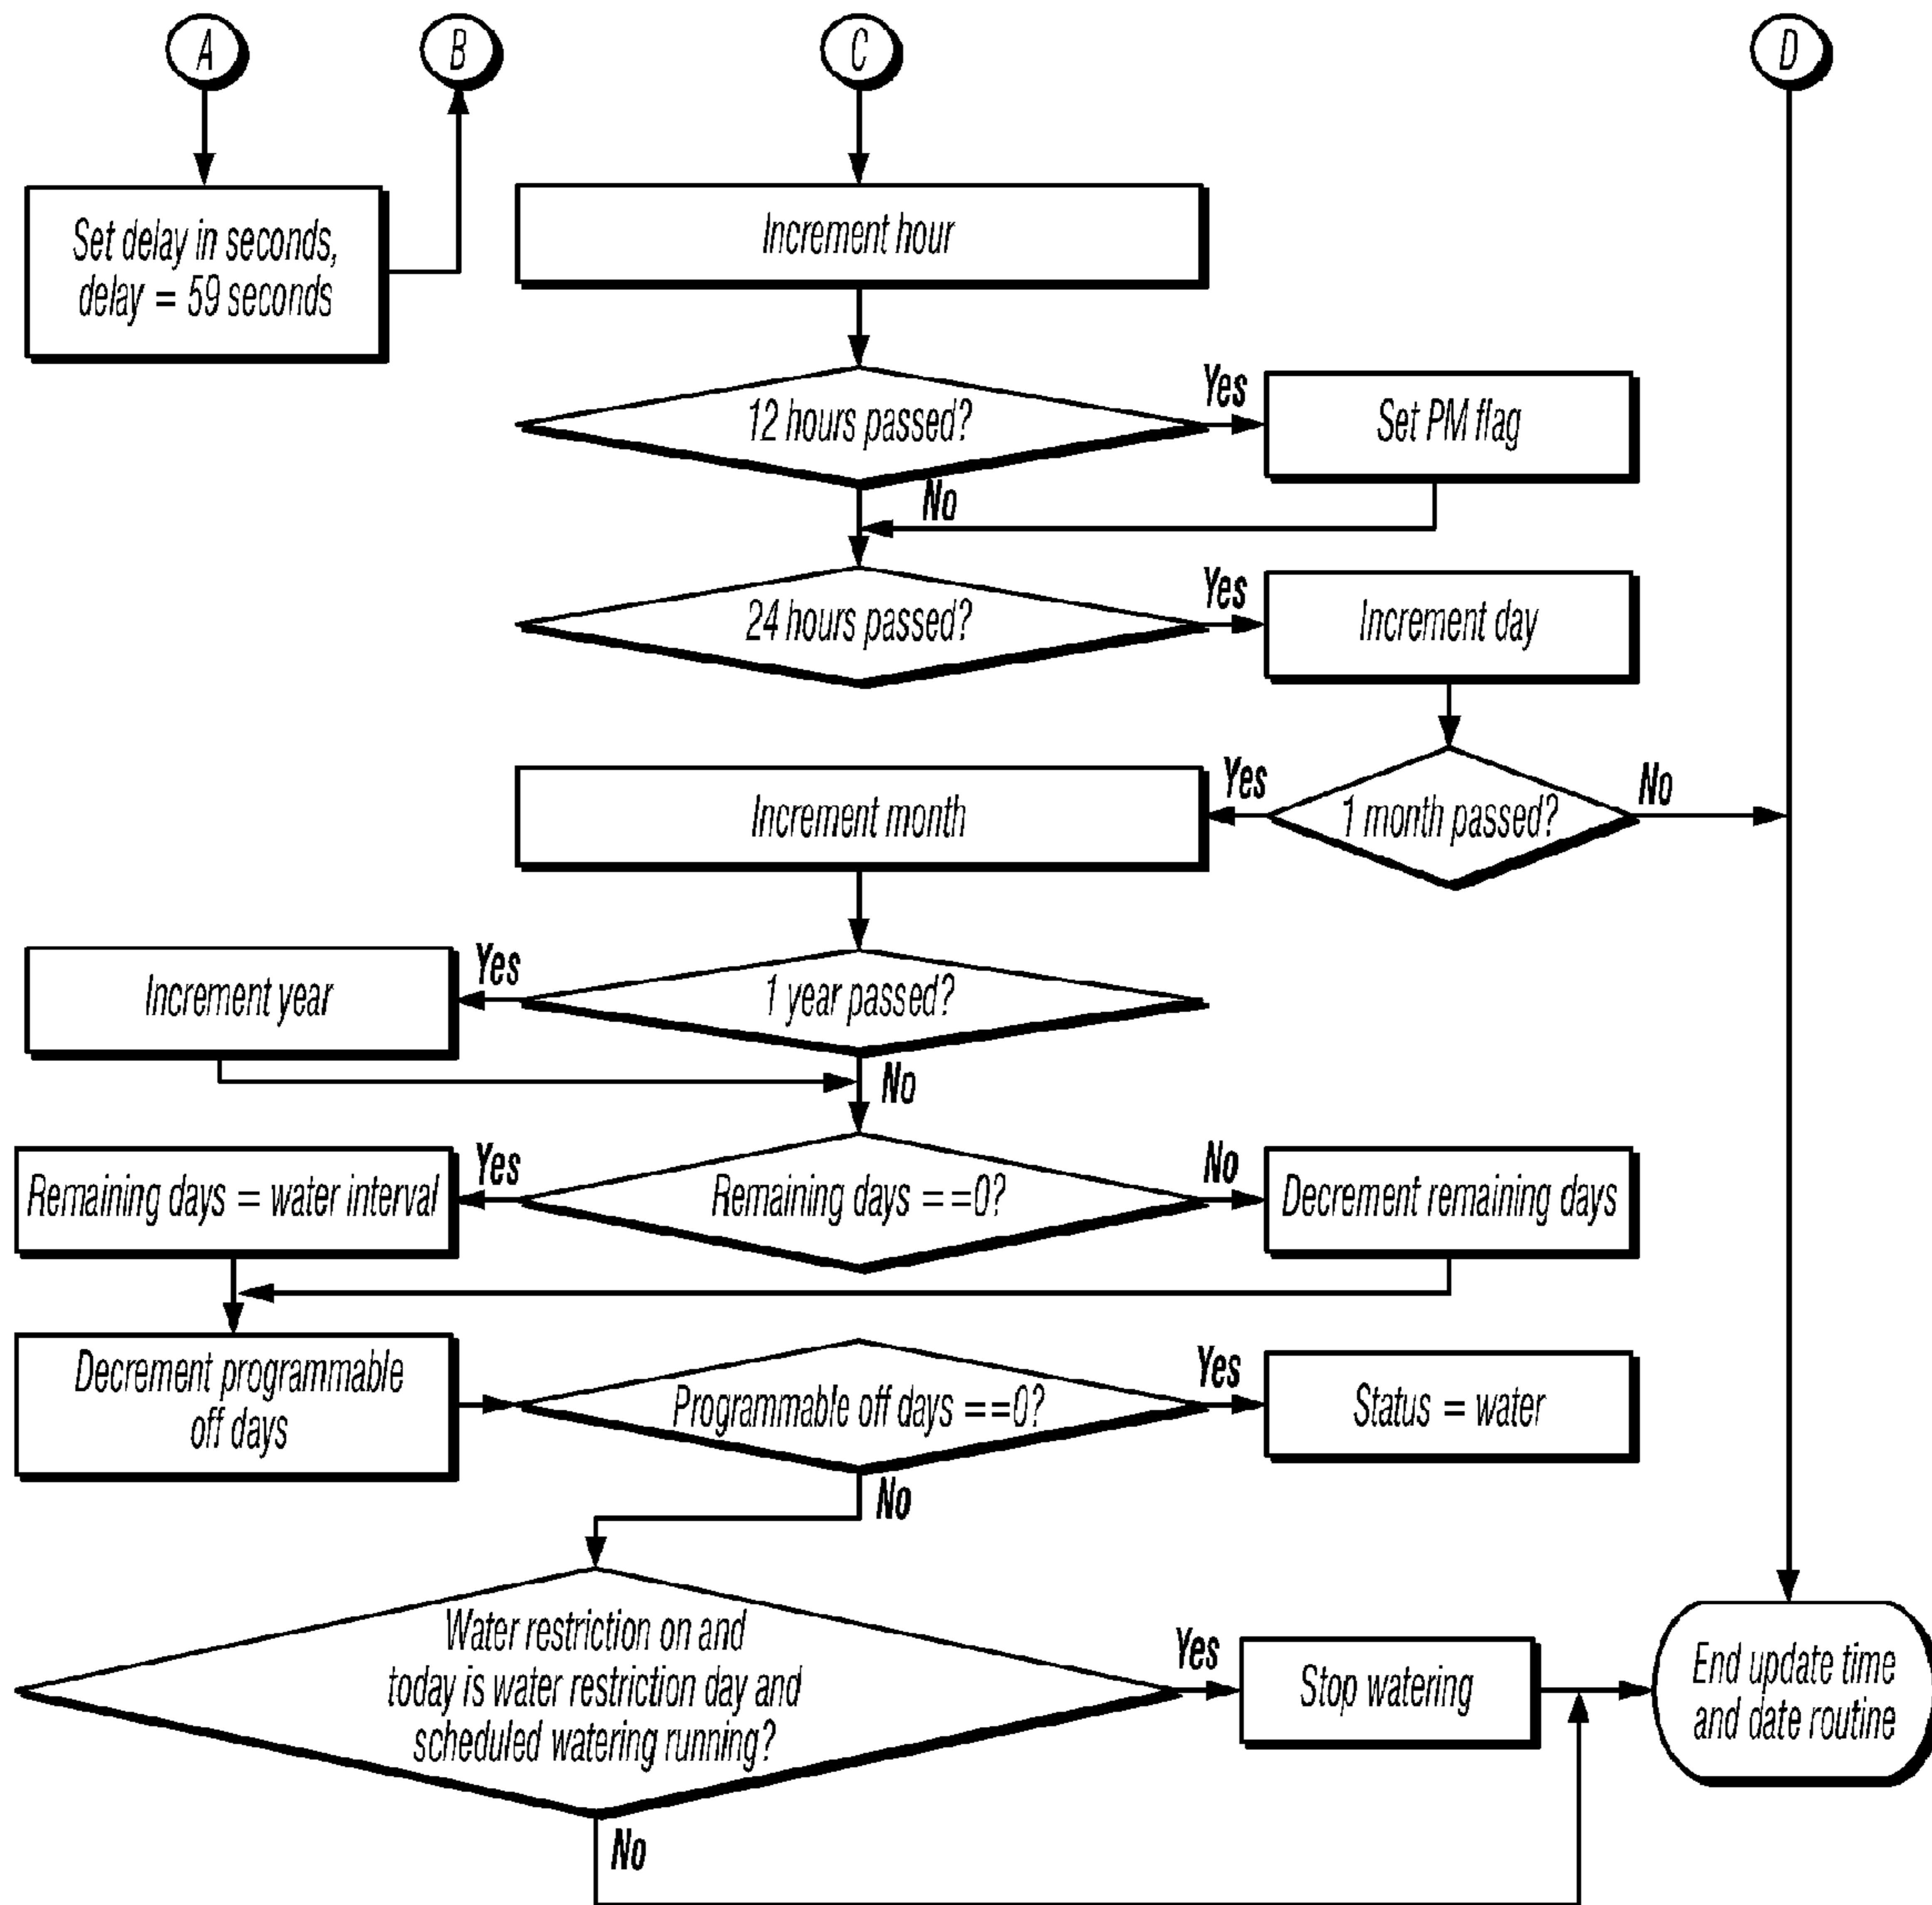 A
B
C
D
Set delay in seconds,
delay = 59 seconds
Increment hour
12 hours passed?
Yes
Set PM flag
No
24 hours passed?
Yes
Increment day
Increment month
Yes
1 month passed?
No
Increment year
Yes
1 year passed?
No
Remaining days = water interval
Yes
Remaining days ==0?
No
Decrement remaining days
Decrement programmable
off days
Programmable off days ==0?
Yes
Status = water
No
Water restriction on and
today is water restriction day and
scheduled watering running?
Yes
Stop watering
End update time
and date routine
No